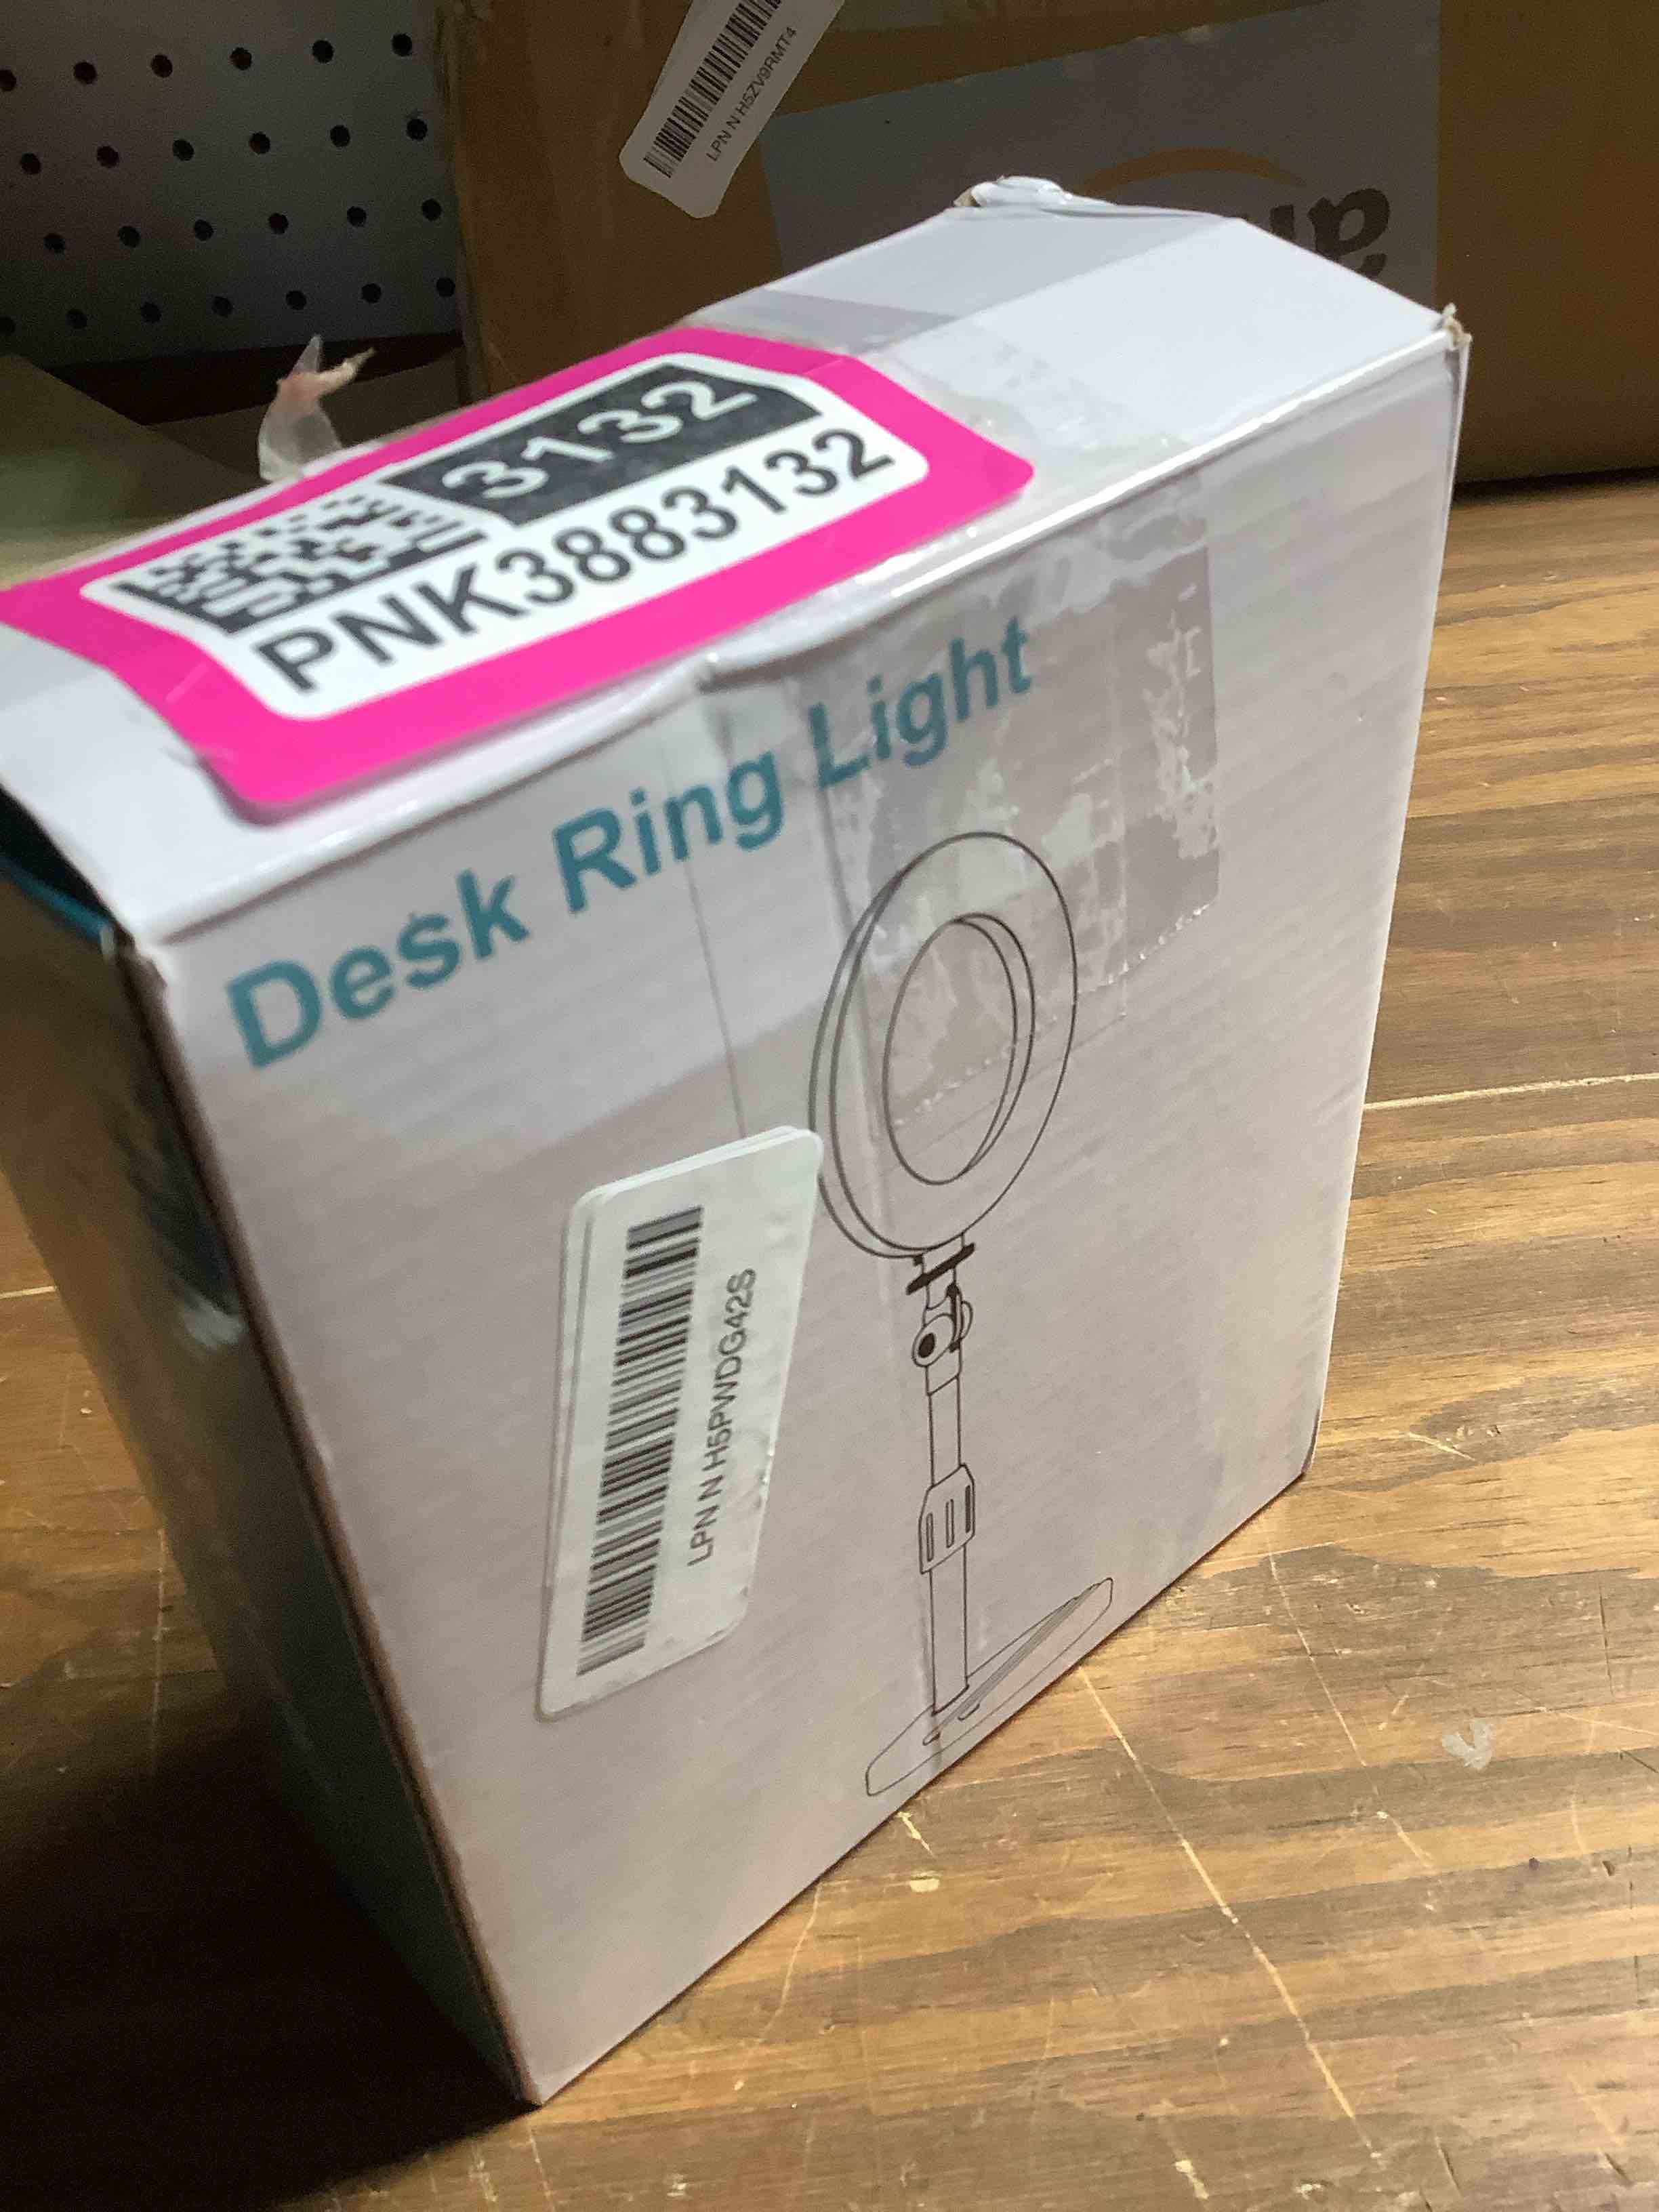 LPN N H5ZV9RMT4
3132
PNK3883132
Desk Ring Light
LPN N H5PWDG42S